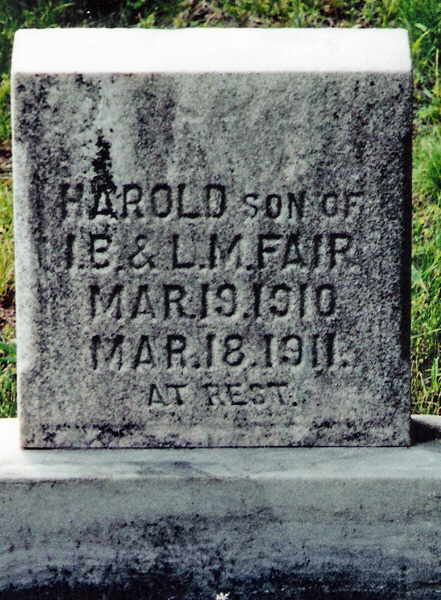 HAROLD SON OF
I.E. & L.M. FAIR
MAR. 19. 1910
MAR. 18. 1911.
AT REST.